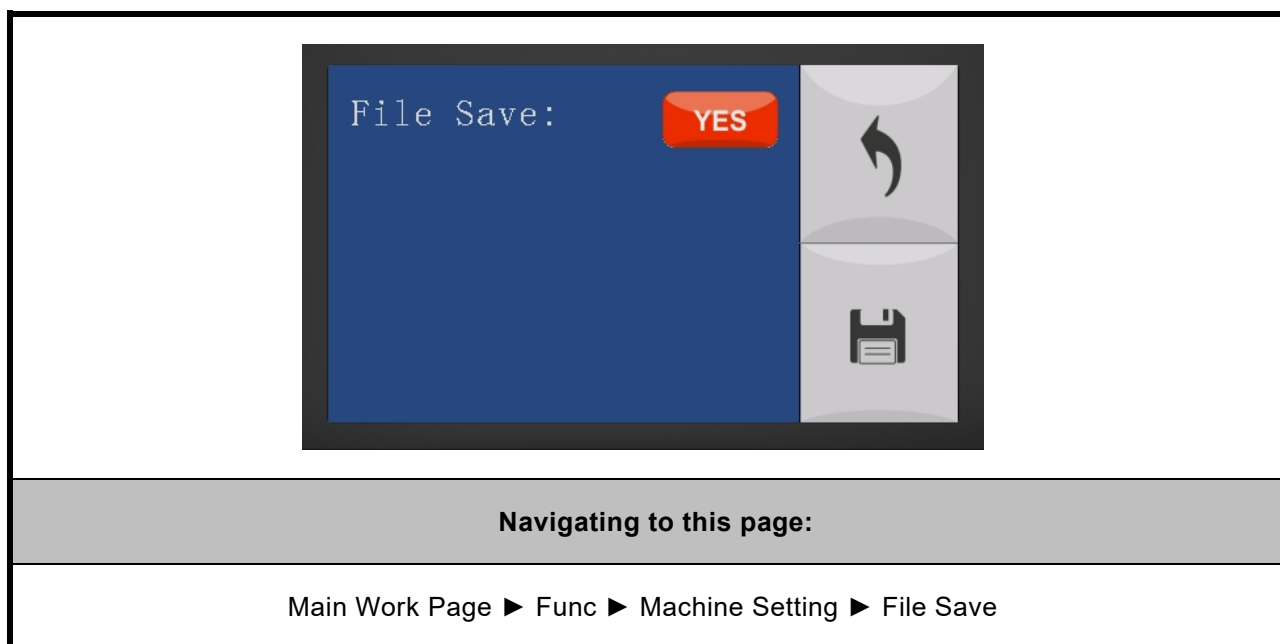 File Save:
YES
Navigating to this page:
Main Work Page ► Func ► Machine Setting ► File Save